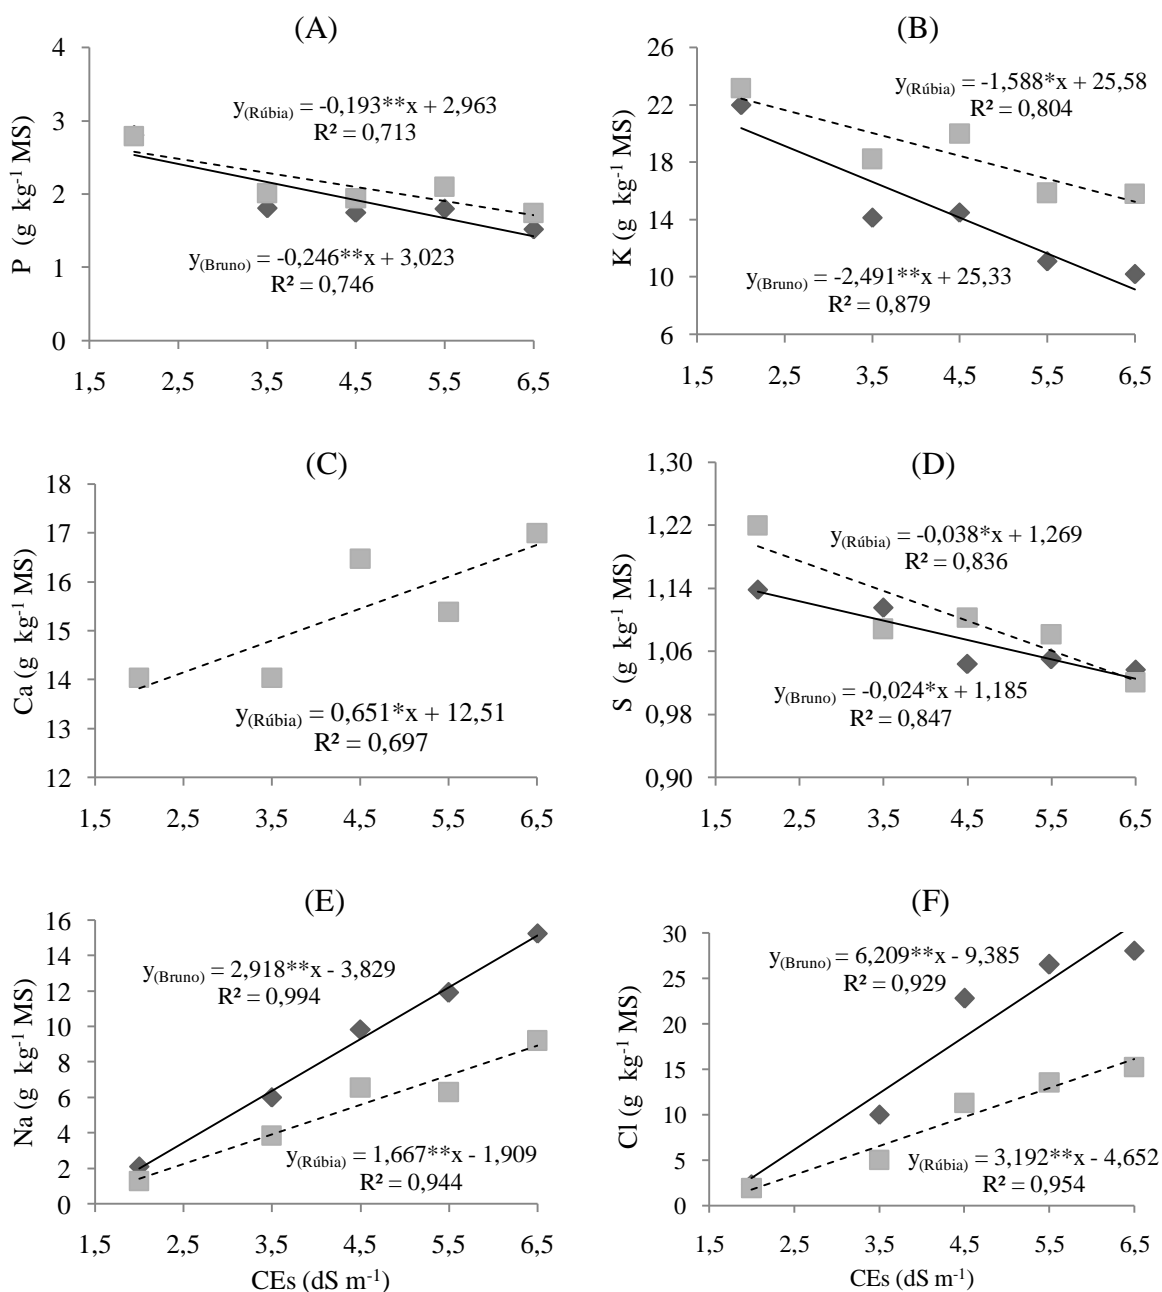 (A)
P (g kg⁻¹ MS)
4
3
2
1
0
y(Rúbia) = -0,193**x + 2,963
R² = 0,713
y(Bruno) = -0,246**x + 3,023
R² = 0,746
1,5 2,5 3,5 4,5 5,5 6,5
(B)
K (g kg⁻¹ MS)
26
22
18
14
10
6
y(Rúbia) = -1,588*x + 25,58
R² = 0,804
y(Bruno) = -2,491**x + 25,33
R² = 0,879
1,5 2,5 3,5 4,5 5,5 6,5
(C)
Ca (g kg⁻¹ MS)
18
17
16
15
14
13
12
y(Rúbia) = 0,651*x + 12,51
R² = 0,697
1,5 2,5 3,5 4,5 5,5 6,5
(D)
S (g kg⁻¹ MS)
1,30
1,22
1,14
1,06
0,98
0,90
y(Rúbia) = -0,038*x + 1,269
R² = 0,836
y(Bruno) = -0,024*x + 1,185
R² = 0,847
1,5 2,5 3,5 4,5 5,5 6,5
(E)
Na (g kg⁻¹ MS)
16
14
12
10
8
6
4
2
0
y(Bruno) = 2,918**x - 3,829
R² = 0,994
y(Rúbia) = 1,667**x - 1,909
R² = 0,944
1,5 2,5 3,5 4,5 5,5 6,5
CEs (dS m⁻¹)
(F)
Cl (g kg⁻¹ MS)
30
25
20
15
10
5
0
y(Bruno) = 6,209**x - 9,385
R² = 0,929
y(Rúbia) = 3,192**x - 4,652
R² = 0,954
1,5 2,5 3,5 4,5 5,5 6,5
CEs (dS m⁻¹)